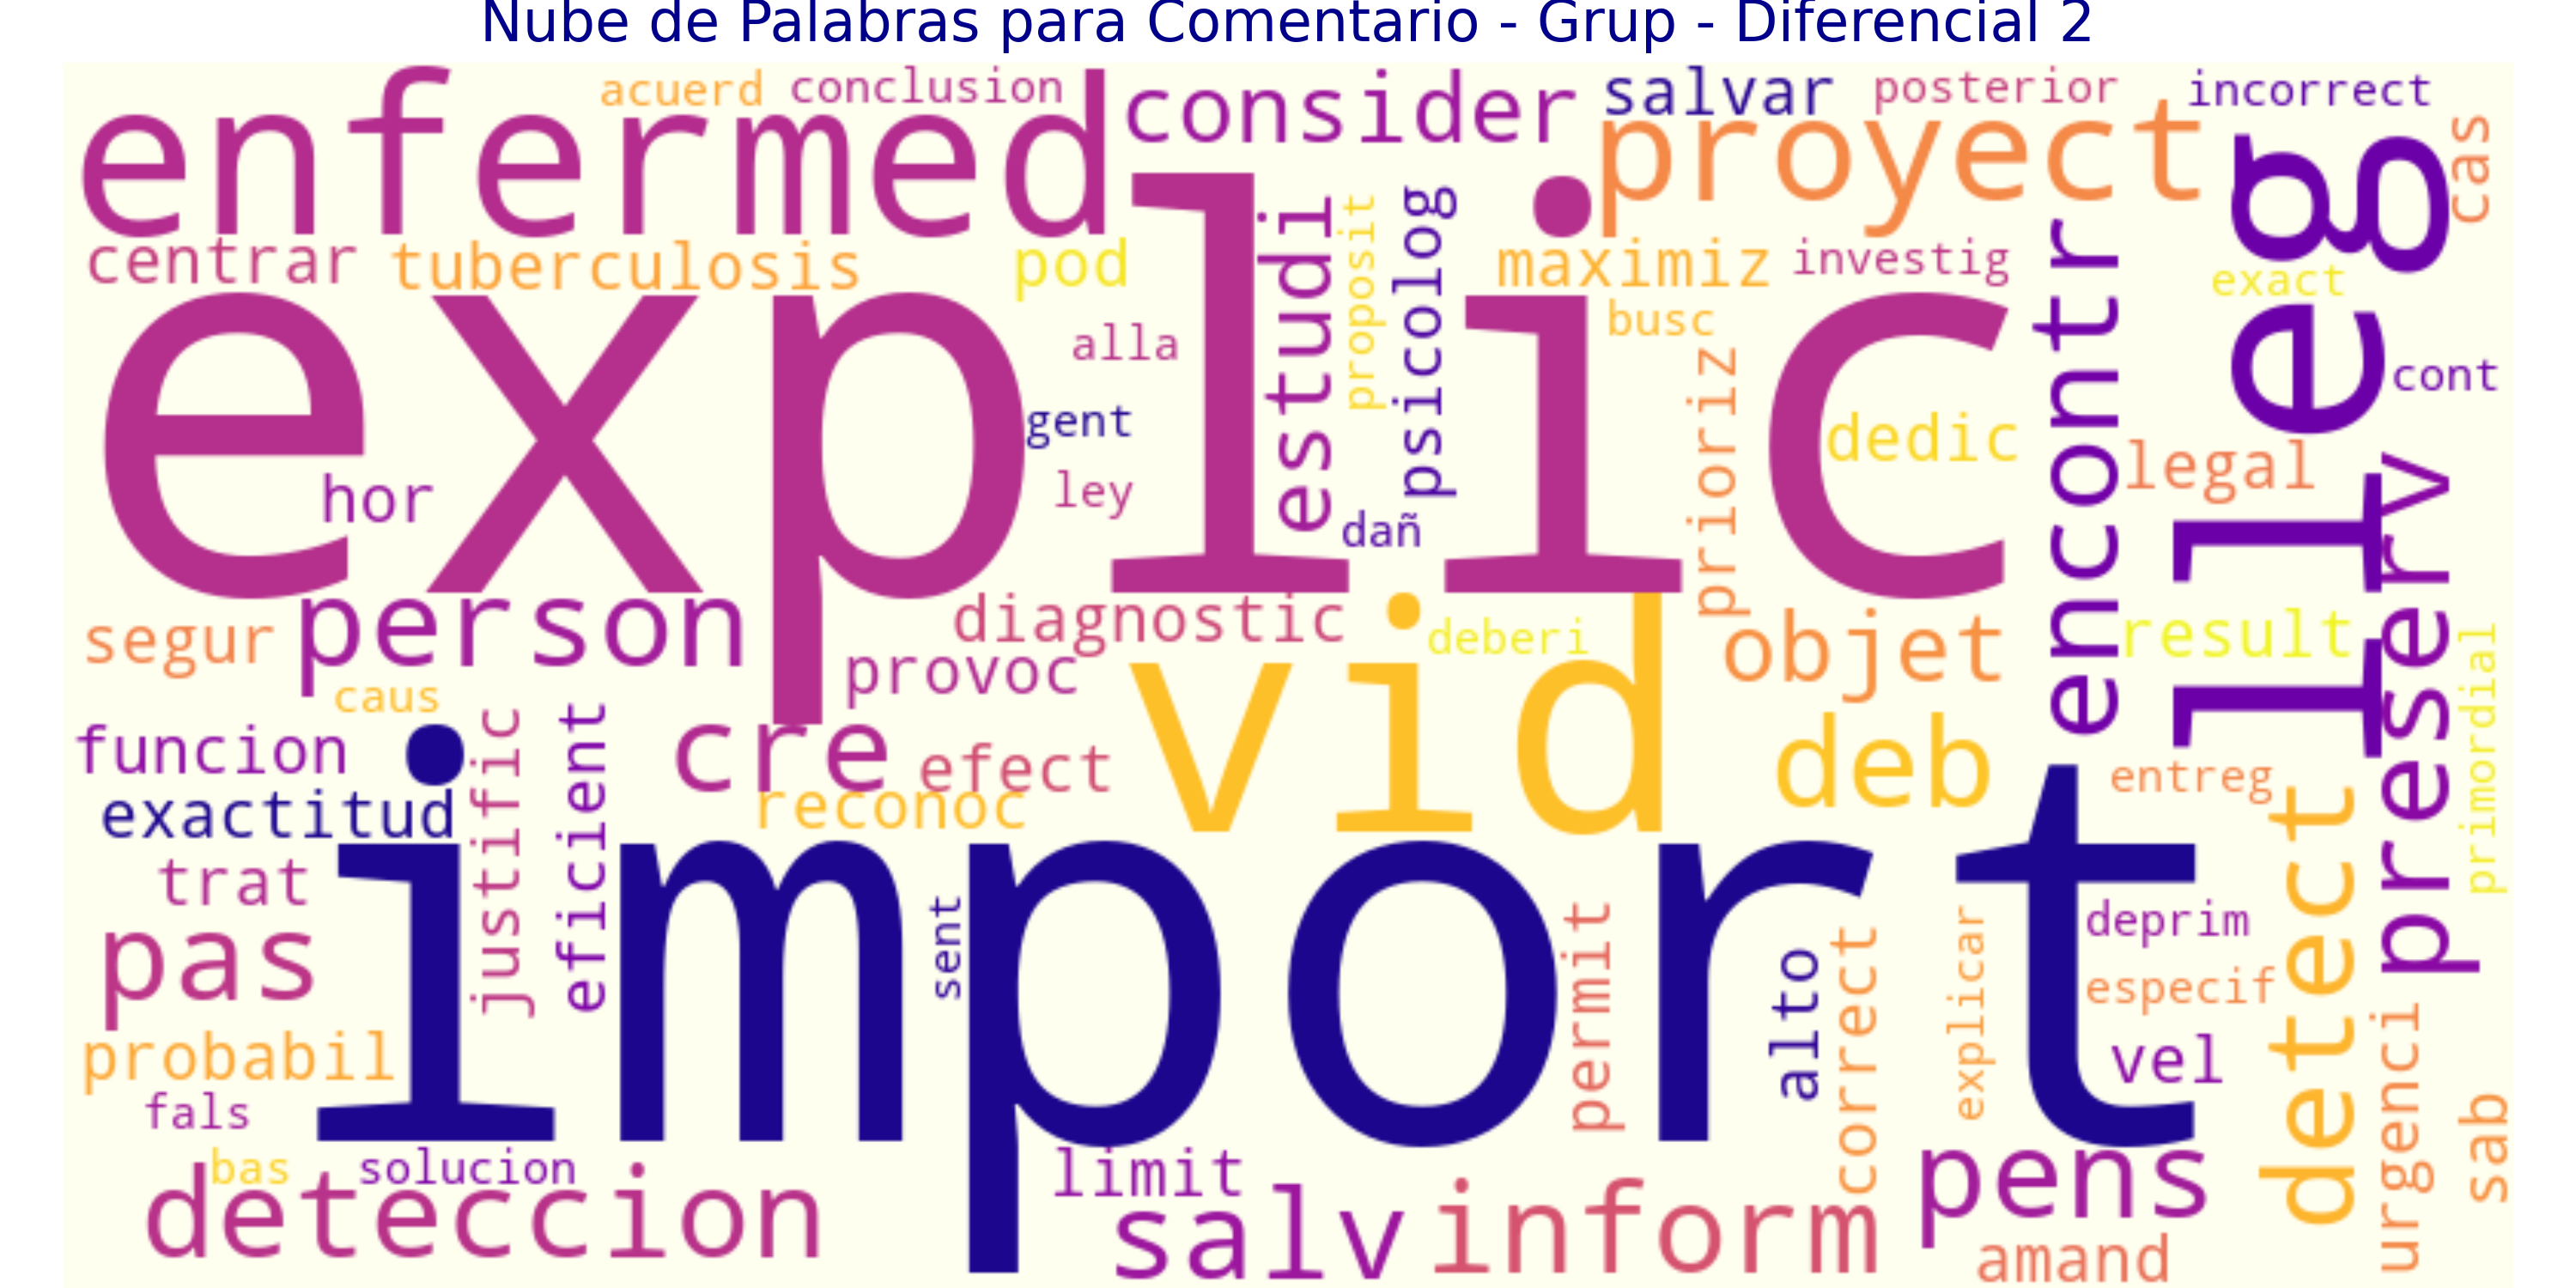 Nube de Palabras para Comentario - Grup - Diferencial 2
acuerd
conclusion
enfermed
consider
salvar
posterior
incorrect
proyect
cas
centrar
tuberculosis
pod
estudi
proposit
psicolog
maximiz
investig
exact
explic
alla
busc
encontr
lleg
cont
gent
dedic
hor
ley
dañ
prioriz
legal
preserv
segur
person
diagnostic
deberi
objet
result
primordial
caus
provoc
vid
funcion
justific
eficient
cre
efect
deb
entreg
exactitud
reconoc
detect
trat
import
sent
permit
alto
correct
explicar
deprim
pas
especif
probabil
vel
urgenci
fals
sab
bas
solucion
limit
pens
deteccion
salv
inform
amand